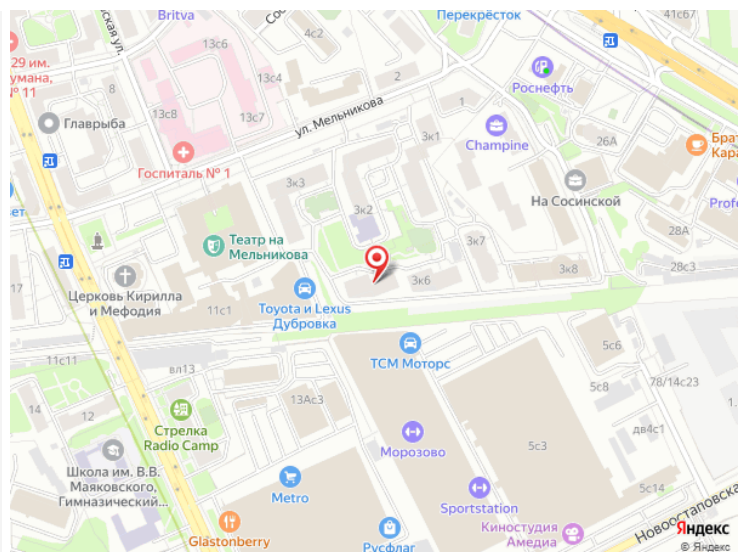 Britva
Перекрёсток
41с67
13с6
4с2
29 им.
умана,
№ 11
13с4
2
Роснефть
8
1
Главрыба
13с8
13с7
ул. Мельникова
Champine
26А
3к1
Брат
Кара
Госпиталь № 1
3к3
На Сосинской
вет
3к2
Profe
Театр на
Мельникова
28А
3к7
3к8
28с3
Церковь Кирилла
и Мефодия
3к6
11с1
Toyota и Lexus
Дубровка
11с11
ТСМ Моторс
5с6
вл13
5с8
78/14с23
14
12
13Ас3
Стрелка
Radio Camp
дв4с1
Морозово
5с3
Школа им. В.В.
Маяковского,
Гимназический...
Metro
5с14
Sportstation
Новоостаповская
Киностудия
Амедиа
Яндекс
Glastonberry
Русфлаг
© Яндекс